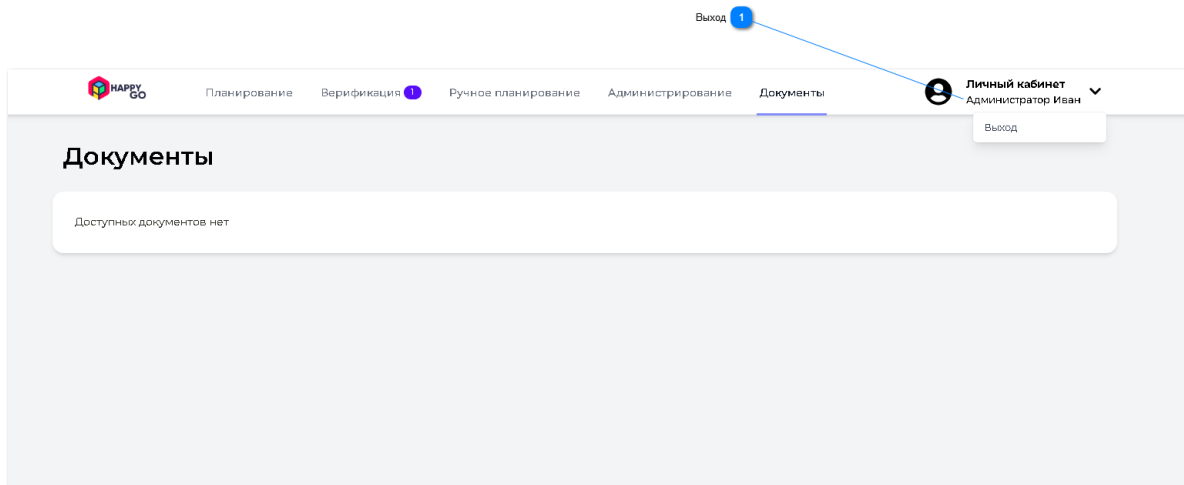 Выход 1
HAPPY GO
Планирование Верификация 1 Ручное планирование Администрирование Документы
Личный кабинет
Администратор Иван
Выход
Документы
Доступных документов нет